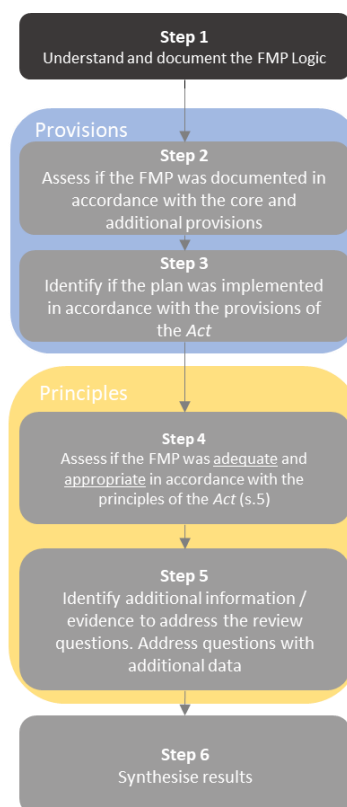 Step 1
Understand and document the FMP Logic
Provisions
Step 2
Assess if the FMP was documented in
accordance with the core and
additional provisions
Step 3
Identify if the plan was implemented
in accordance with the provisions of
the Act
Principles
Step 4
Assess if the FMP was adequate and
appropriate in accordance with the
principles of the Act (s.5)
Step 5
Identify additional information /
evidence to address the review
questions. Address questions with
additional data
Step 6
Synthesise results